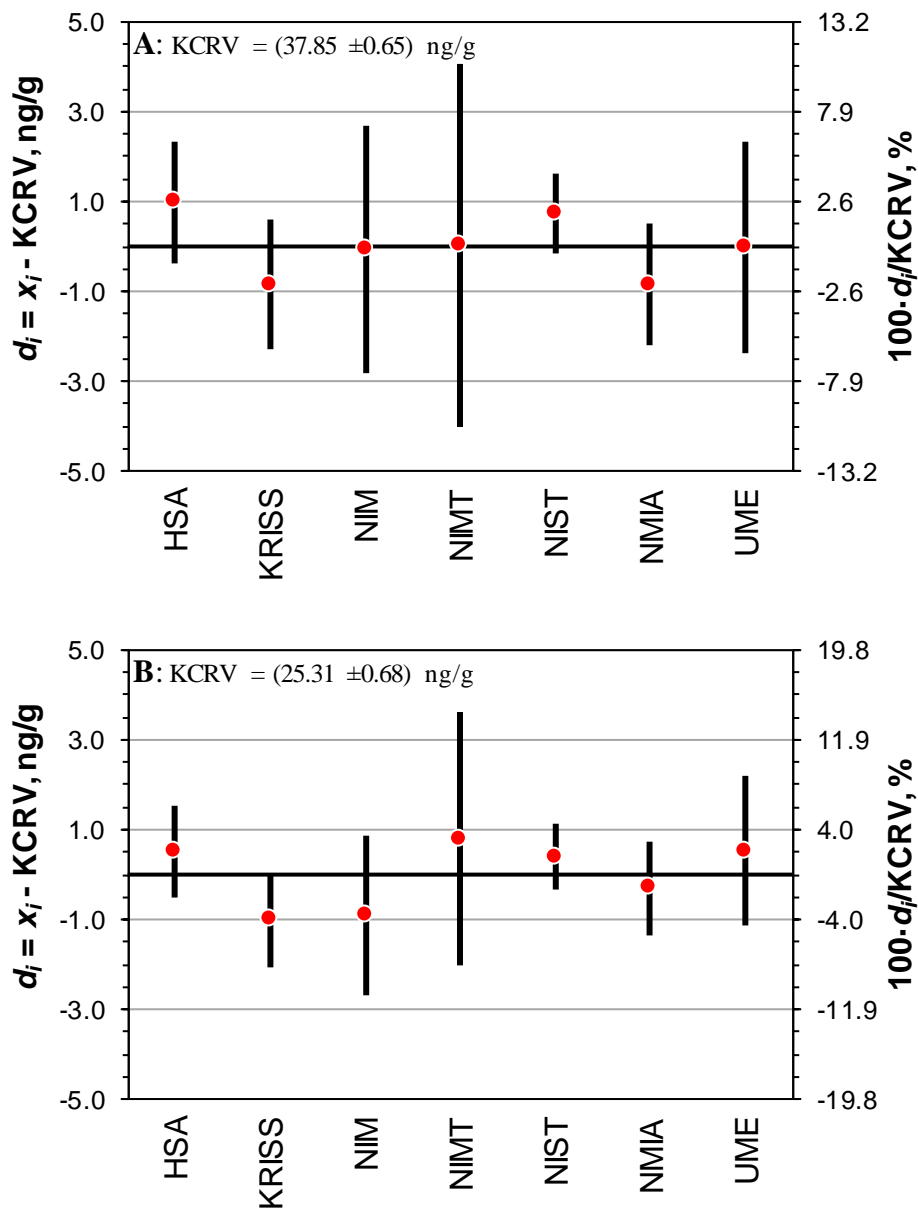 A: KCRV = (37.85 ±0.65) ng/g
d_i = x_i - KCRV, ng/g
5.0
3.0
1.0
-1.0
-3.0
-5.0
13.2
7.9
2.6
-2.6
-7.9
-13.2
100·d_i/KCRV, %
HSA
KRISS
NIM
NIMT
NIST
NMIA
UME
B: KCRV = (25.31 ±0.68) ng/g
d_i = x_i - KCRV, ng/g
5.0
3.0
1.0
-1.0
-3.0
-5.0
19.8
11.9
4.0
-4.0
-11.9
-19.8
100·d_i/KCRV, %
HSA
KRISS
NIM
NIMT
NIST
NMIA
UME